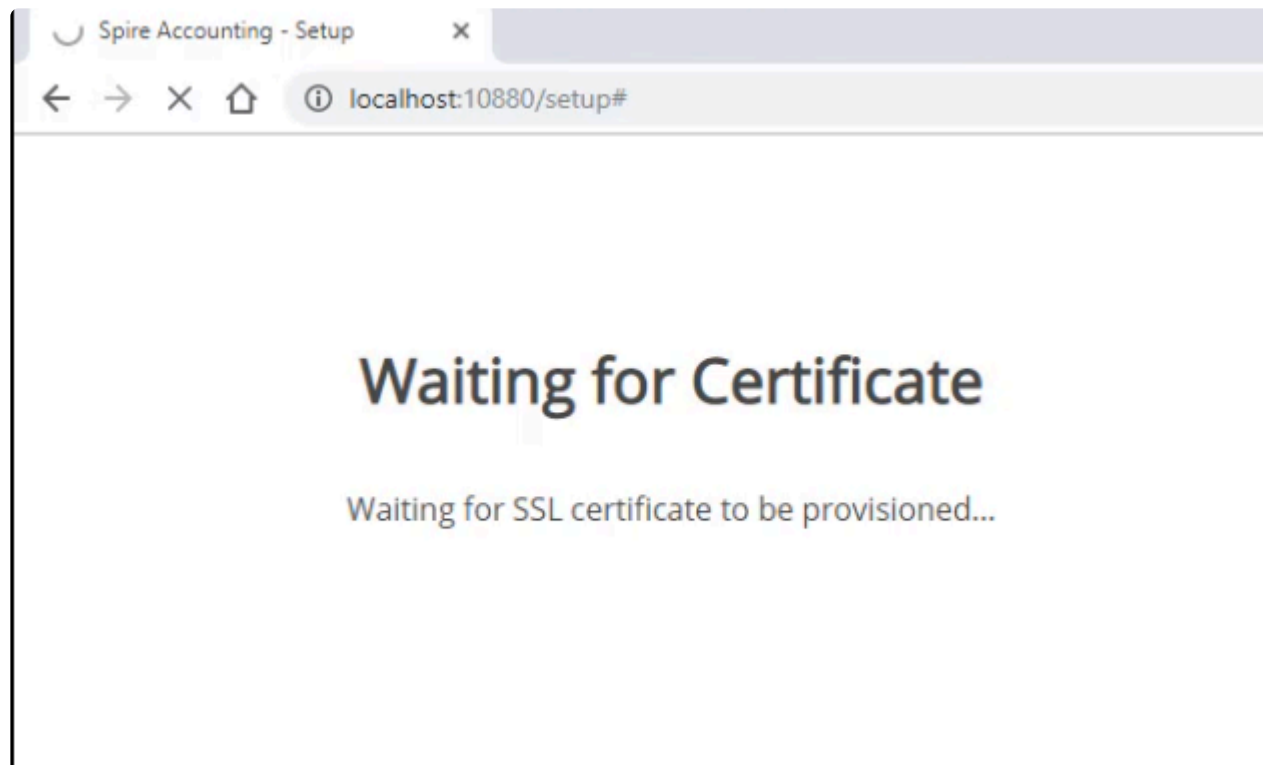 Spire Accounting - Setup
localhost:10880/setup#
Waiting for Certificate
Waiting for SSL certificate to be provisioned...